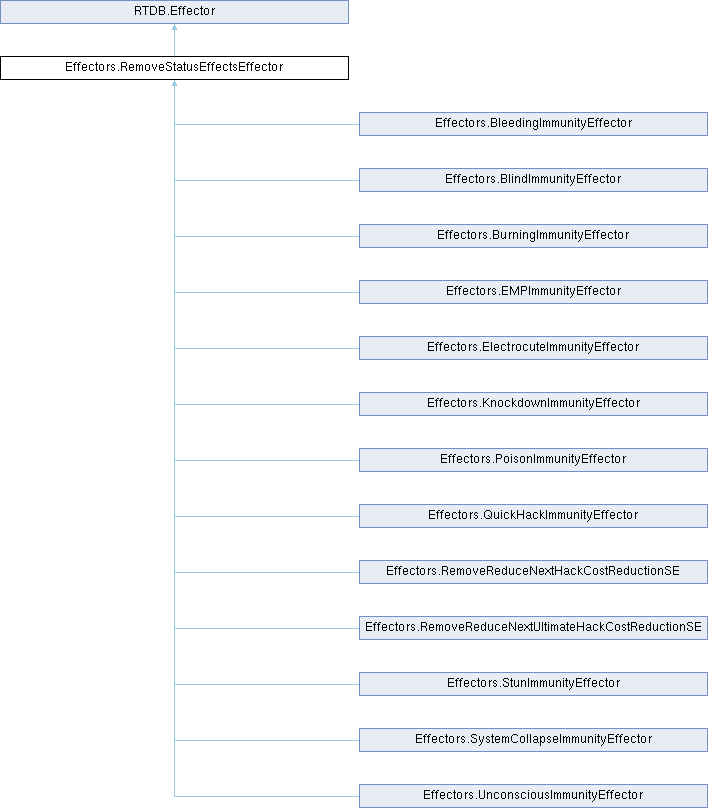 RTDB.Effector
Effectors.RemoveStatusEffectsEffector
Effectors.BleedingImmunityEffector
Effectors.BlindImmunityEffector
Effectors.BurningImmunityEffector
Effectors.EMPImmunityEffector
Effectors.ElectrocuteImmunityEffector
Effectors.KnockdownImmunityEffector
Effectors.PoisonImmunityEffector
Effectors.QuickHackImmunityEffector
Effectors.RemoveReduceNextHackCostReductionSE
Effectors.RemoveReduceNextUltimateHackCostReductionSE
Effectors.StunImmunityEffector
Effectors.SystemCollapseImmunityEffector
Effectors.UnconsciousImmunityEffector